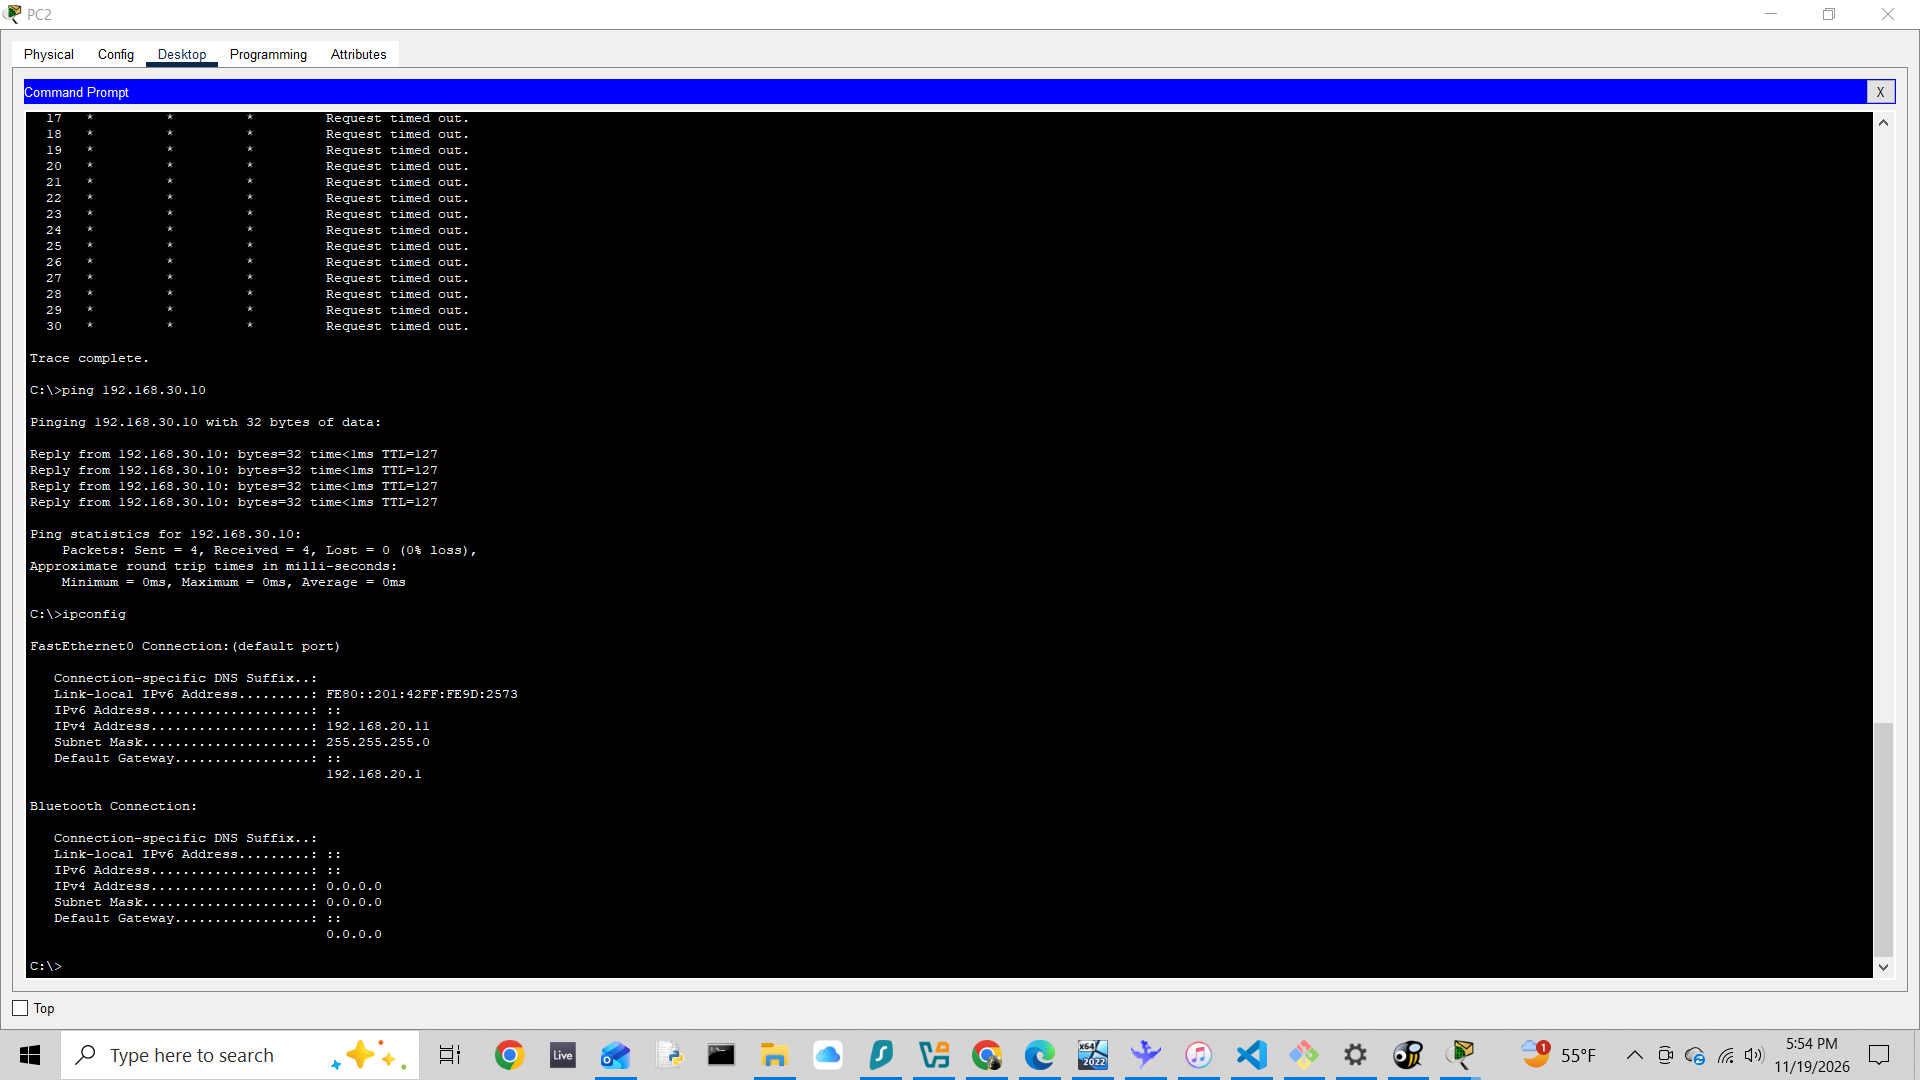 PC2
Physical Config Desktop Programming Attributes
Command Prompt X
17 * * * Request timed out.
18 * * * Request timed out.
19 * * * Request timed out.
20 * * * Request timed out.
21 * * * Request timed out.
22 * * * Request timed out.
23 * * * Request timed out.
24 * * * Request timed out.
25 * * * Request timed out.
26 * * * Request timed out.
27 * * * Request timed out.
28 * * * Request timed out.
29 * * * Request timed out.
30 * * * Request timed out.
Trace complete.
C:\>ping 192.168.30.10
Pinging 192.168.30.10 with 32 bytes of data:
Reply from 192.168.30.10: bytes=32 time<1ms TTL=127
Reply from 192.168.30.10: bytes=32 time<1ms TTL=127
Reply from 192.168.30.10: bytes=32 time<1ms TTL=127
Reply from 192.168.30.10: bytes=32 time<1ms TTL=127
Ping statistics for 192.168.30.10:
Packets: Sent = 4, Received = 4, Lost = 0 (0% loss),
Approximate round trip times in milli-seconds:
Minimum = 0ms, Maximum = 0ms, Average = 0ms
C:\>ipconfig
FastEthernet0 Connection:(default port)
Connection-specific DNS Suffix..:
Link-local IPv6 Address.........: FE80::201:42FF:FE9D:2573
IPv6 Address....................: ::
IPv4 Address....................: 192.168.20.11
Subnet Mask.....................: 255.255.255.0
Default Gateway.................: ::
192.168.20.1
Bluetooth Connection:
Connection-specific DNS Suffix..:
Link-local IPv6 Address.........: ::
IPv6 Address....................: ::
IPv4 Address....................: 0.0.0.0
Subnet Mask.....................: 0.0.0.0
Default Gateway.................: ::
0.0.0.0
C:\>
Top
Type here to search
Live
x64
2022
1
55°F
5:54 PM
11/19/2026